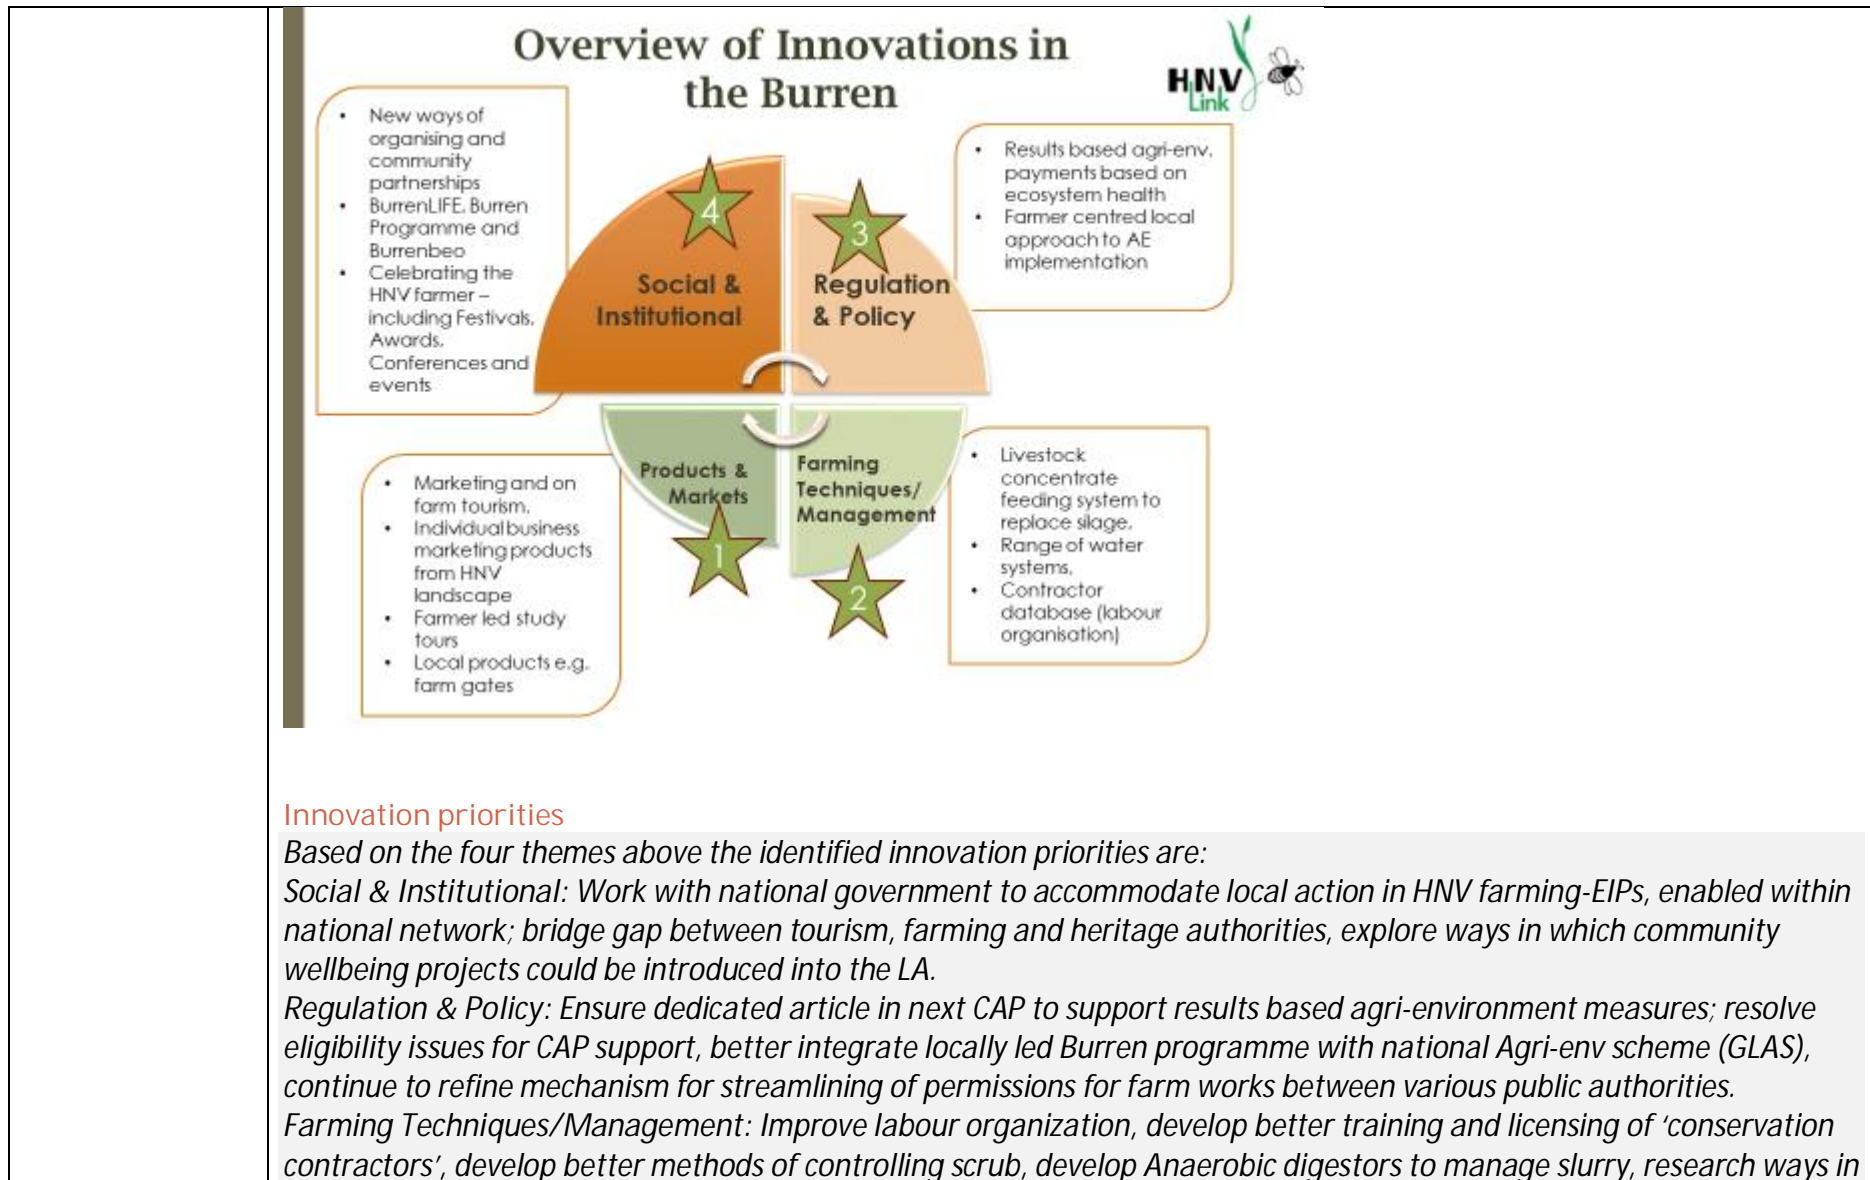 Overview of Innovations in
the Burren
HNV
Link
• New ways of
organising and
community
partnerships
• BurrenLIFE, Burren
Programme and
Burrenbeo
• Celebrating the
HNV farmer –
including Festivals,
Awards,
Conferences and
events
4
Social &
Institutional
3
Regulation
& Policy
• Results based agri-env.
payments based on
ecosystem health
• Farmer centred local
approach to AE
implementation
• Marketing and on
farm tourism.
• Individual business
marketing products
from HNV
landscape
• Farmer led study
tours
• Local products e.g.
farm gates
Products &
Markets
1
Farming
Techniques/
Management
2
• Livestock
concentrate
feeding system to
replace silage.
• Range of water
systems.
• Contractor
database (labour
organisation)
Innovation priorities
Based on the four themes above the identified innovation priorities are:
Social & Institutional: Work with national government to accommodate local action in HNV farming-EIPs, enabled within
national network; bridge gap between tourism, farming and heritage authorities, explore ways in which community
wellbeing projects could be introduced into the LA.
Regulation & Policy: Ensure dedicated article in next CAP to support results based agri-environment measures; resolve
eligibility issues for CAP support, better integrate locally led Burren programme with national Agri-env scheme (GLAS),
continue to refine mechanism for streamlining of permissions for farm works between various public authorities.
Farming Techniques/Management: Improve labour organization, develop better training and licensing of ‘conservation
contractors’, develop better methods of controlling scrub, develop Anaerobic digestors to manage slurry, research ways in